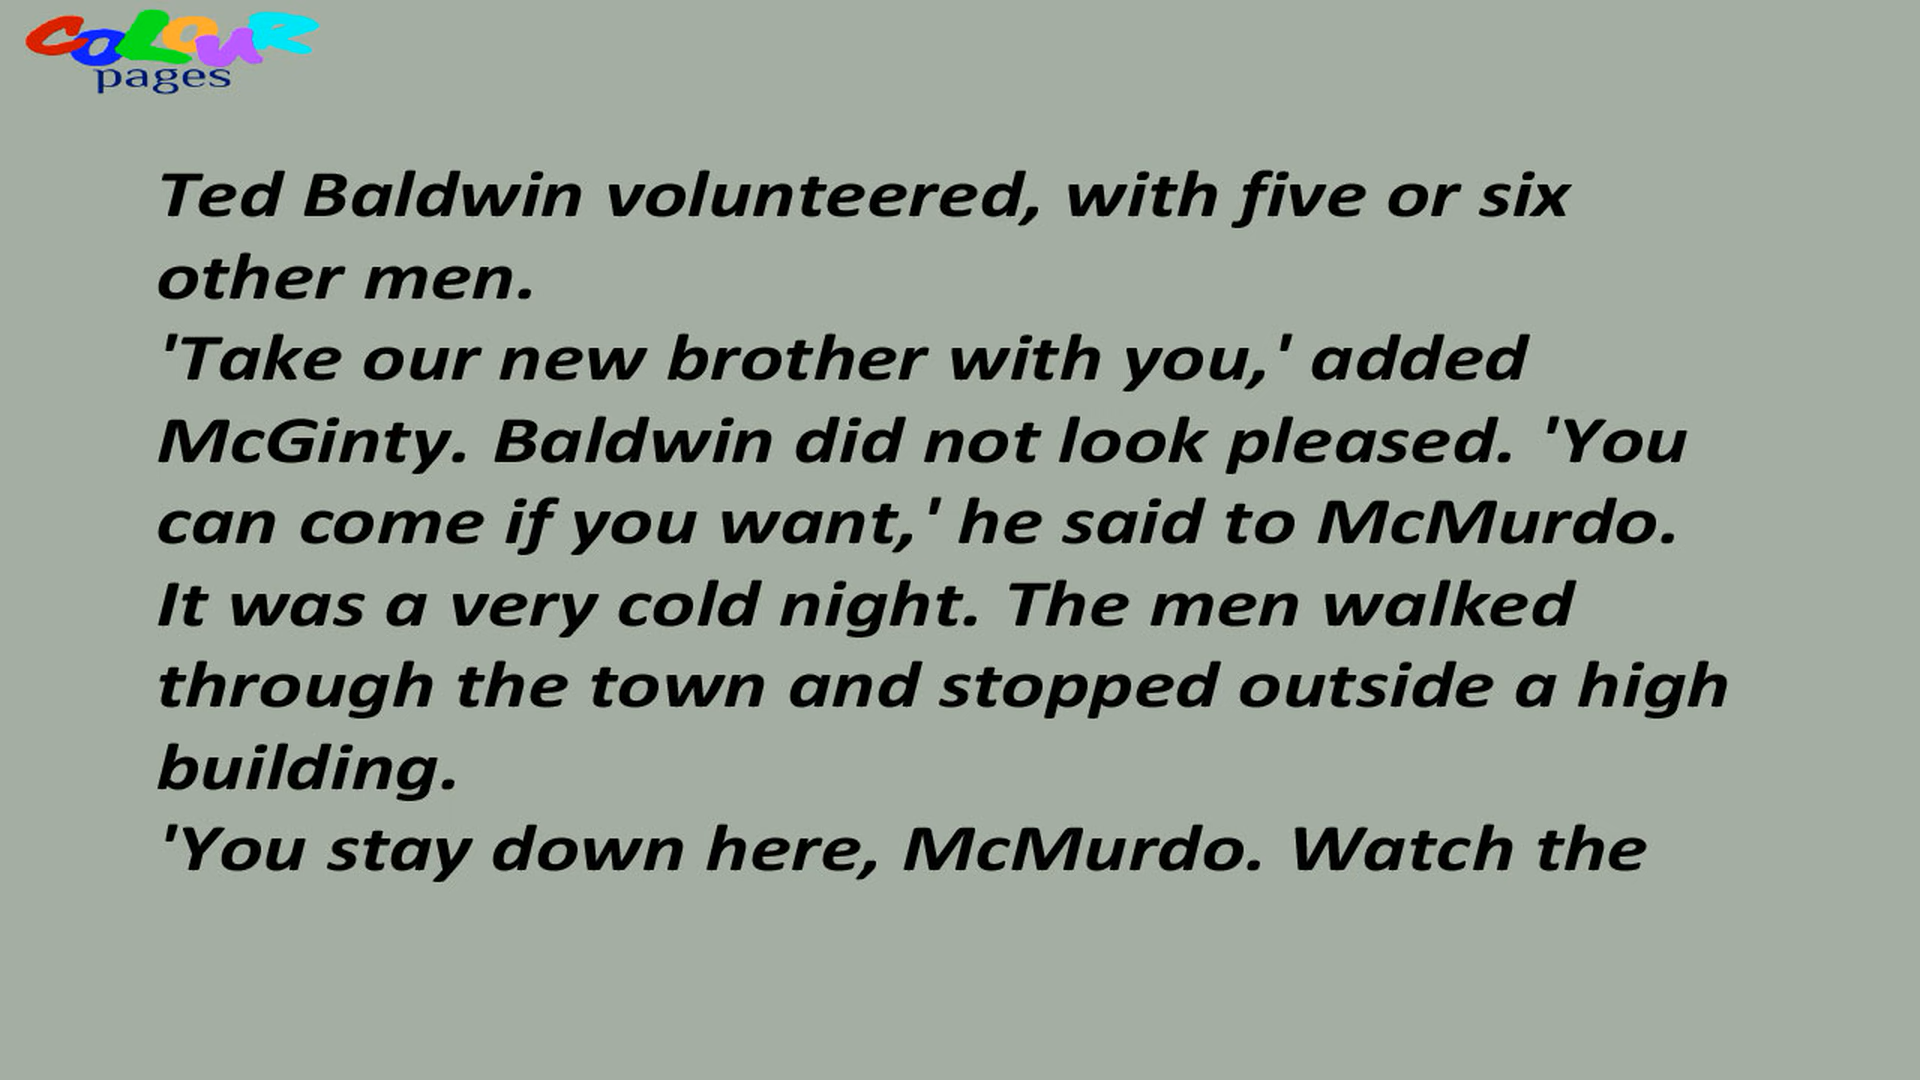 COLOUR
pages
Ted Baldwin volunteered, with five or six
other men.
'Take our new brother with you,' added
McGinty. Baldwin did not look pleased. 'You
can come if you want,' he said to McMurdo.
It was a very cold night. The men walked
through the town and stopped outside a high
building.
'You stay down here, McMurdo. Watch the